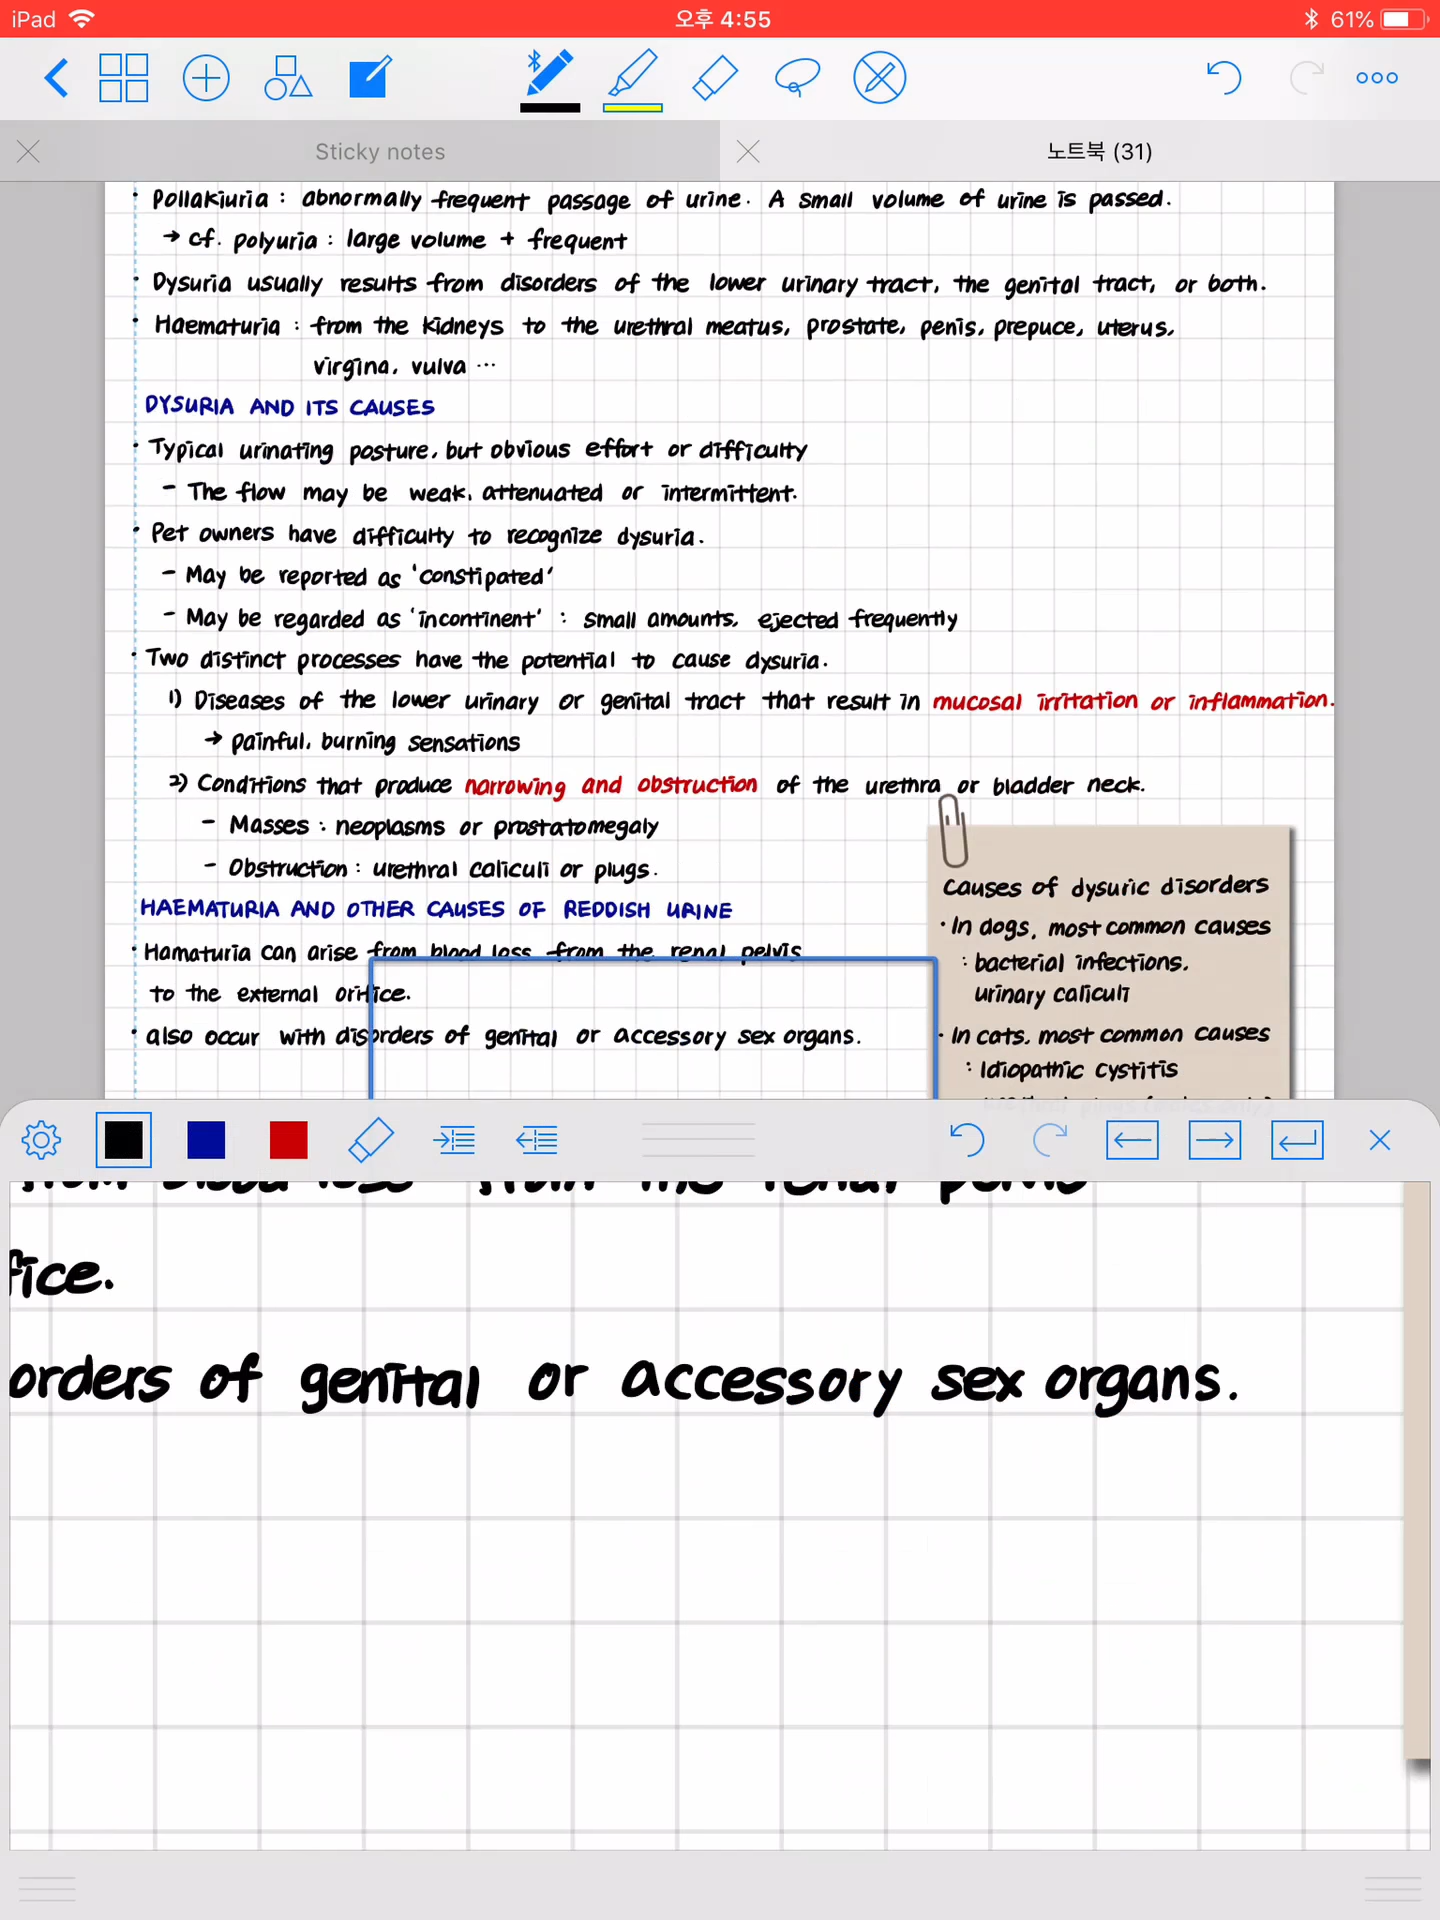 iPad
오후 4:55
61%
Sticky notes
노트북 (31)
· Pollakiuria : abnormally frequent passage of urine. A small volume of urine is passed.
→ cf. polyuria : large volume + frequent
· Dysuria usually results from disorders of the lower urinary tract, the genital tract, or both.
· Haematuria : from the kidneys to the urethral meatus, prostate, penis, prepuce, uterus,
virgina, vulva ...
DYSURIA AND ITS CAUSES
· Typical urinating posture, but obvious effort or difficulty
- The flow may be weak, attenuated or intermittent.
· Pet owners have difficulty to recognize dysuria.
- May be reported as 'constipated'
- May be regarded as 'incontinent' : small amounts, ejected frequently
· Two distinct processes have the potential to cause dysuria.
1) Diseases of the lower urinary or genital tract that result in mucosal irritation or inflammation.
→ painful, burning sensations
2) Conditions that produce narrowing and obstruction of the urethra or bladder neck.
- Masses : neoplasms or prostatomegaly
- Obstruction : urethral caliculi or plugs.
HAEMATURIA AND OTHER CAUSES OF REDDISH URINE
· Hamaturia can arise from blood loss from the renal pelvis
to the external orifice.
· also occur with disorders of genital or accessory sex organs.
Causes of dysuric disorders
· In dogs, most common causes
: bacterial infections,
urinary caliculi
· In cats, most common causes
: Idiopathic cystitis
from blood loss from the renal pelvis
fice.
orders of genital or accessory sex organs.